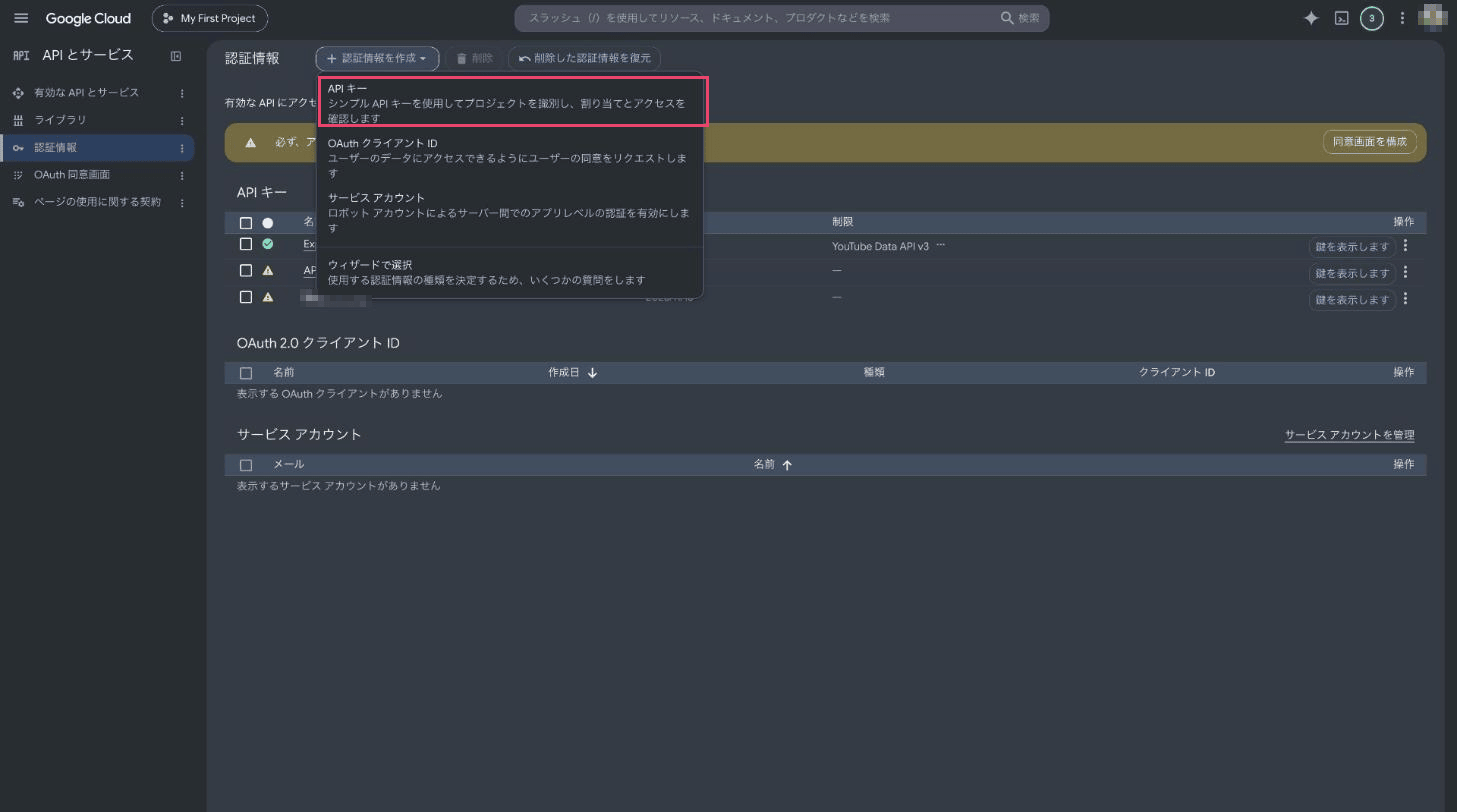 Google Cloud
My First Project
スラッシュ（/）を使用してリソース、ドキュメント、プロダクトなどを検索
検索
3
API API とサービス
有効な API とサービス
ライブラリ
認証情報
OAuth 同意画面
ページの使用に関する契約
認証情報
認証情報を作成
削除
削除した認証情報を復元
API キー
シンプル API キーを使用してプロジェクトを識別し、割り当てとアクセスを
確認します
OAuth クライアント ID
ユーザーのデータにアクセスできるようにユーザーの同意をリクエストしま
す
サービス アカウント
ロボット アカウントによるサーバー間でのアプリレベルの認証を有効にしま
す
ウィザードで選択
使用する認証情報の種類を決定するため、いくつかの質問をします
有効な API にアクセ
必ず、ア
同意画面を構成
API キー
名
制限
操作
Ex
YouTube Data API v3
鍵を表示します
AP
—
鍵を表示します
—
鍵を表示します
OAuth 2.0 クライアント ID
名前
作成日
種類
クライアント ID
操作
表示する OAuth クライアントがありません
サービス アカウント
サービス アカウントを管理
メール
名前
操作
表示するサービス アカウントがありません